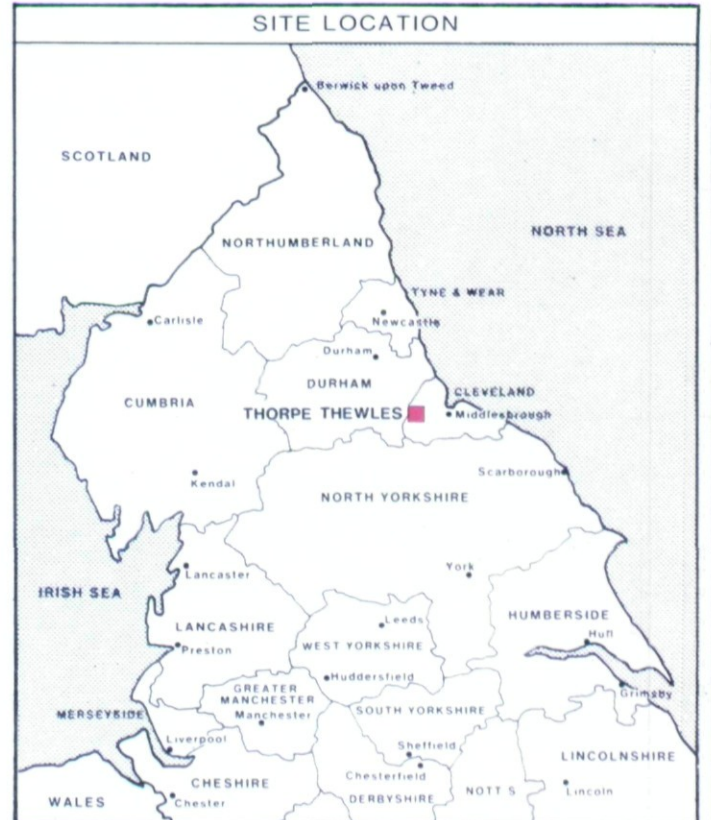 SITE LOCATION
Berwick upon Tweed
SCOTLAND
NORTH SEA
NORTHUMBERLAND
TYNE & WEAR
Carlisle
Newcastle
Durham
DURHAM
CLEVELAND
CUMBRIA
THORPE THEWLES
Middlesbrough
Kendal
Scarborough
NORTH YORKSHIRE
York
Lancaster
IRISH SEA
HUMBERSIDE
Leeds
LANCASHIRE
Hull
WEST YORKSHIRE
Preston
Huddersfield
GREATER
MANCHESTER
Grimsby
SOUTH YORKSHIRE
MERSEYSIDE
Manchester
Liverpool
Sheffield
LINCOLNSHIRE
Chesterfield
CHESHIRE
NOTT S
Lincoln
DERBYSHIRE
WALES
Chester